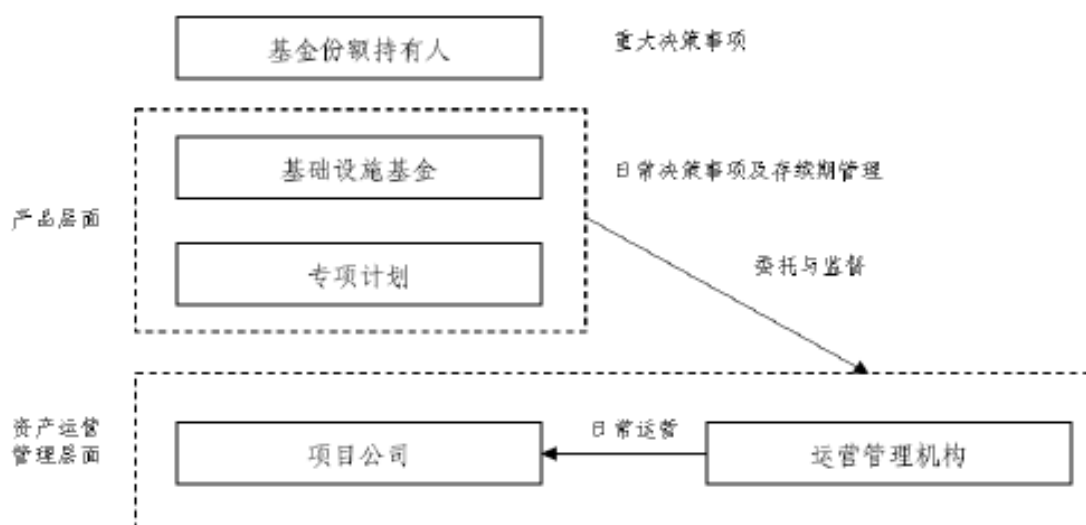 基金份额持有人
重大决策事项
基础设施基金
日常决策事项及存续期管理
产品层面
专项计划
委托与监督
资产运营
管理层面
项目公司
日常运营
运营管理机构